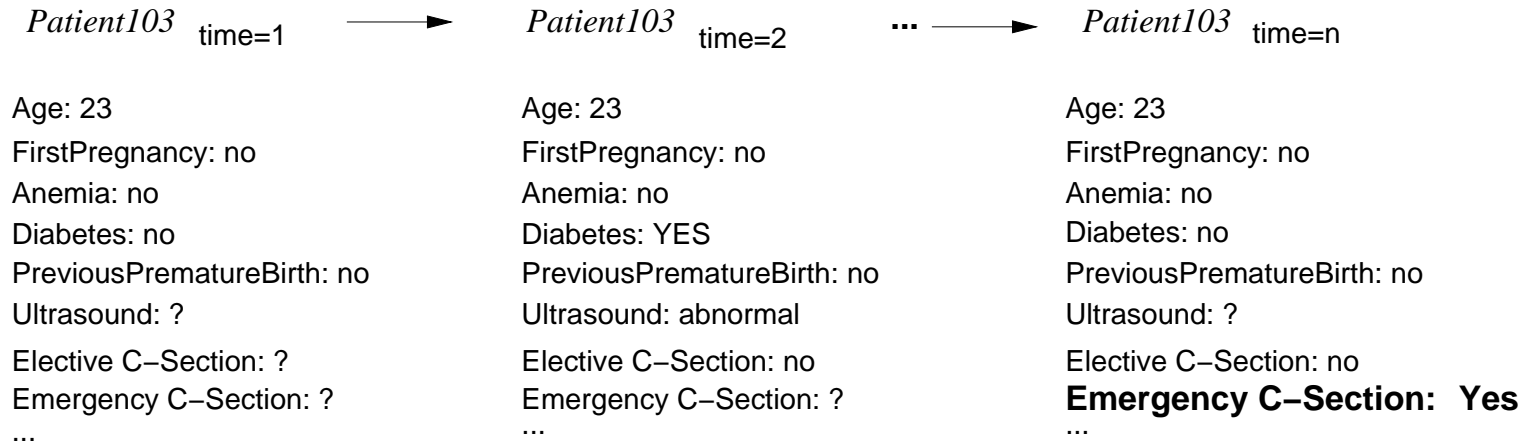 Patient103 time=1
Patient103 time=2
...
Patient103 time=n
Age: 23
FirstPregnancy: no
Anemia: no
Diabetes: no
PreviousPrematureBirth: no
Ultrasound: ?
Elective C−Section: ?
Emergency C−Section: ?
...
Age: 23
FirstPregnancy: no
Anemia: no
Diabetes: YES
PreviousPrematureBirth: no
Ultrasound: abnormal
Elective C−Section: no
Emergency C−Section: ?
...
Age: 23
FirstPregnancy: no
Anemia: no
Diabetes: no
PreviousPrematureBirth: no
Ultrasound: ?
Elective C−Section: no
Emergency C−Section: Yes
...